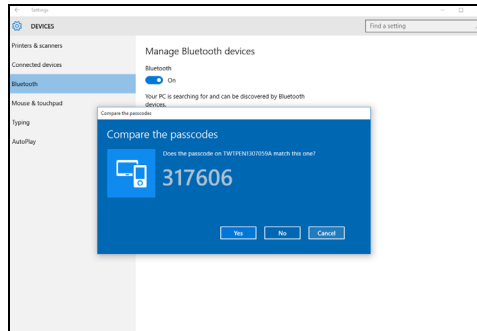 Settings
DEVICES
Find a setting
Printers & scanners
Connected devices
Bluetooth
Mouse & touchpad
Typing
AutoPlay
Manage Bluetooth devices
Bluetooth
On
Your PC is searching for and can be discovered by Bluetooth
devices.
Compare the passcodes
Compare the passcodes
Does the passcode on TWTPEN1307059A match this one?
317606
Yes
No
Cancel